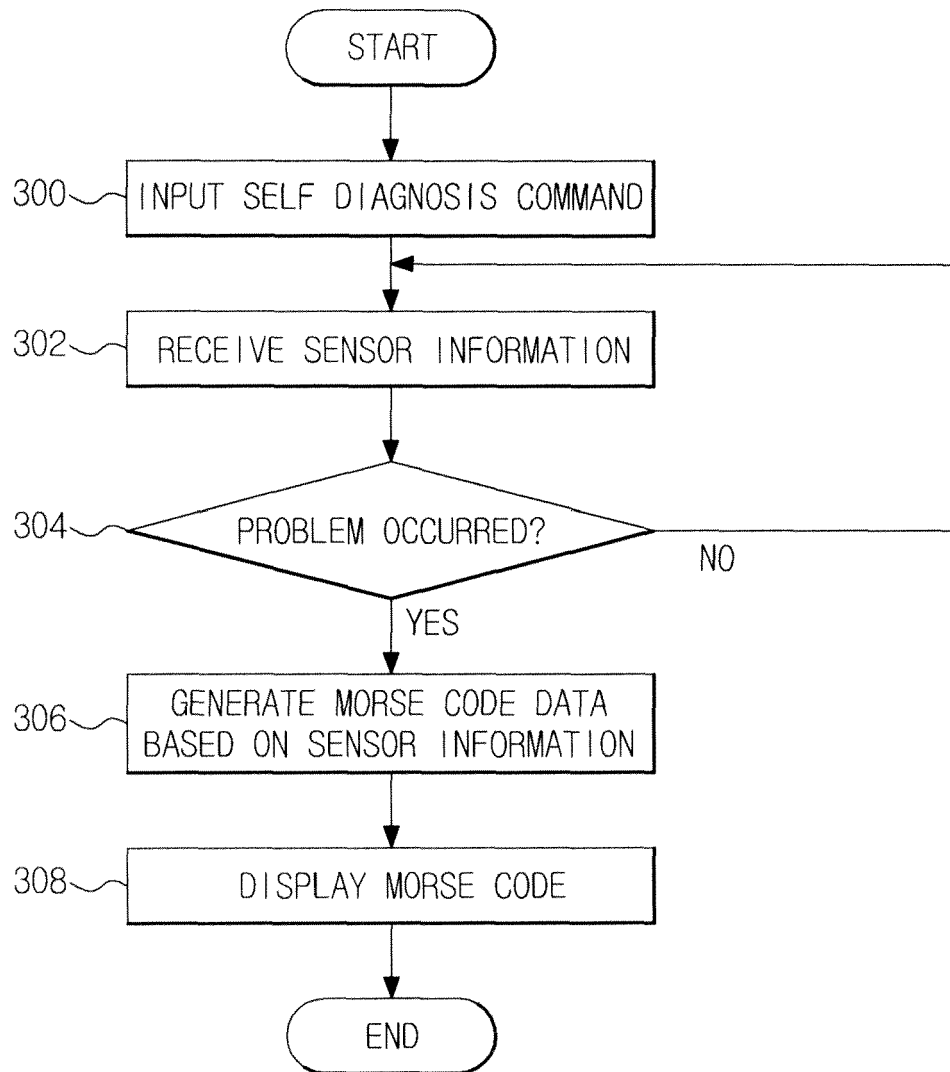 START
300
INPUT SELF DIAGNOSIS COMMAND
302
RECEIVE SENSOR INFORMATION
304
PROBLEM OCCURRED?
NO
YES
306
GENERATE MORSE CODE DATA
BASED ON SENSOR INFORMATION
308
DISPLAY MORSE CODE
END